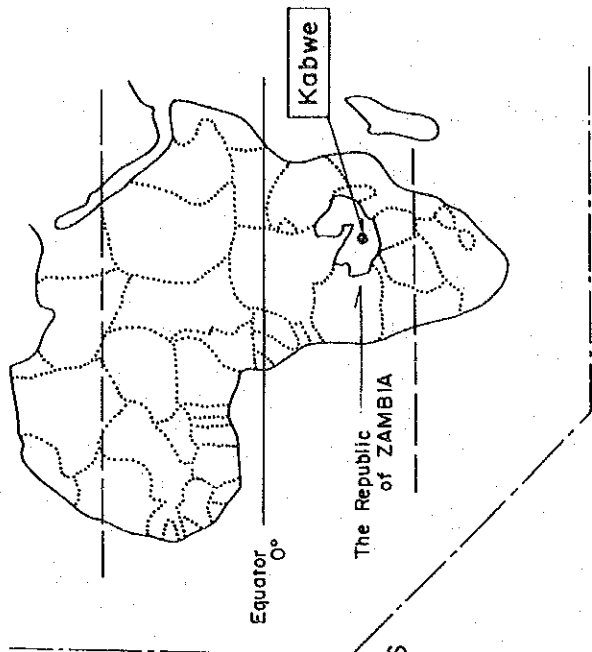 Kabwe
Equator
0°
The Republic
of ZAMBIA
S